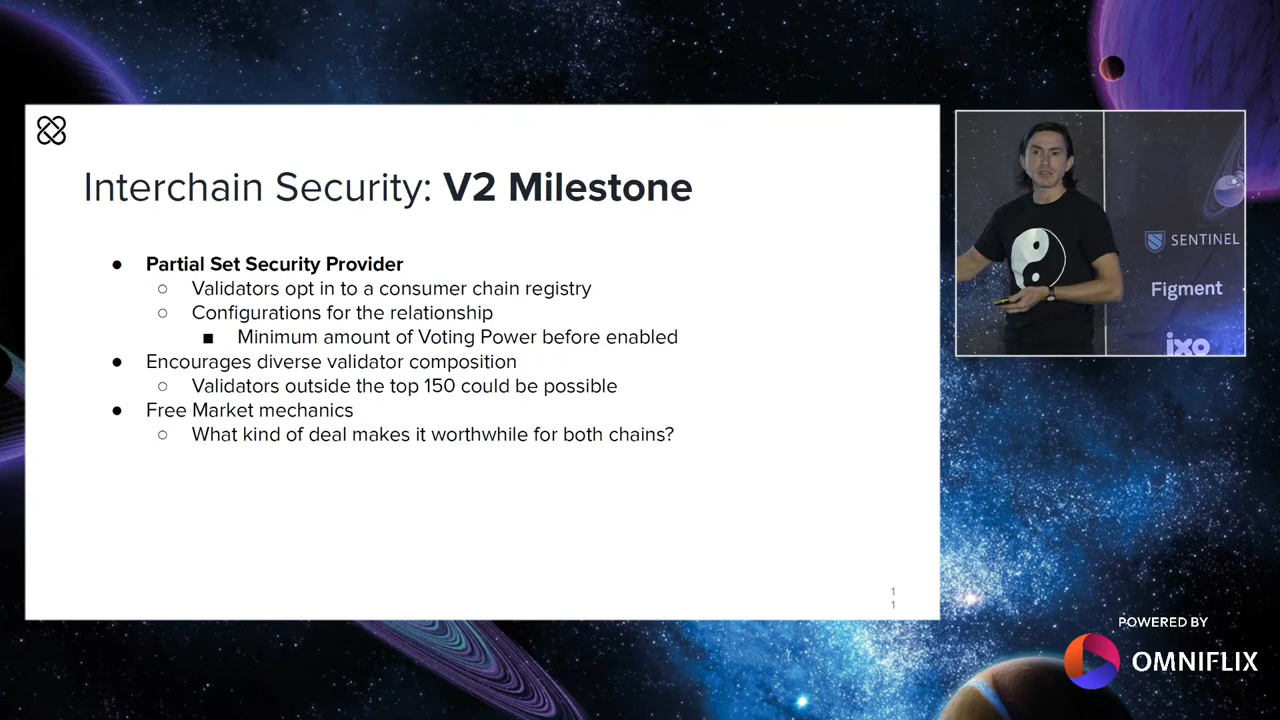 Interchain Security: V2 Milestone
● Partial Set Security Provider
○ Validators opt in to a consumer chain registry
○ Configurations for the relationship
■ Minimum amount of Voting Power before enabled
● Encourages diverse validator composition
○ Validators outside the top 150 could be possible
● Free Market mechanics
○ What kind of deal makes it worthwhile for both chains?
1
1
SENTINEL
Figment
ixo
POWERED BY
OMNIFLIX